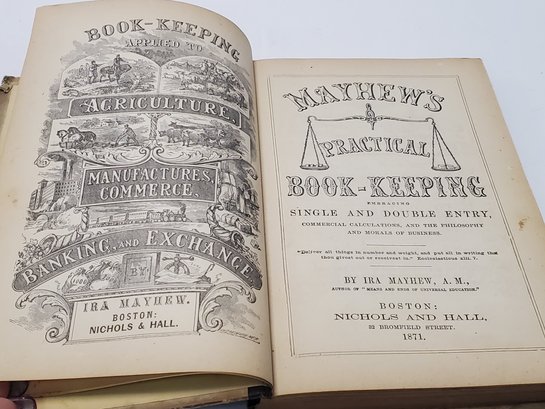 BOOK-KEEPING
APPLIED TO
AGRICULTURE,
MANUFACTURES,
COMMERCE,
BANKING, AND EXCHANGE
BY
IRA MAYHEW.
BOSTON:
NICHOLS & HALL.
MAYHEW'S
PRACTICAL
BOOK-KEEPING
EMBRACING
SINGLE AND DOUBLE ENTRY,
COMMERCIAL CALCULATIONS, AND THE PHILOSOPHY
AND MORALS OF BUSINESS.
"Deliver all things in number and weight, and put all in writing that
thou givest out or receivest in." Ecclesiasticus xlii. 7.
BY IRA MAYHEW, A. M.,
AUTHOR OF "MEANS AND ENDS OF UNIVERSAL EDUCATION."
BOSTON:
NICHOLS AND HALL,
32 BROMFIELD STREET.
1871.